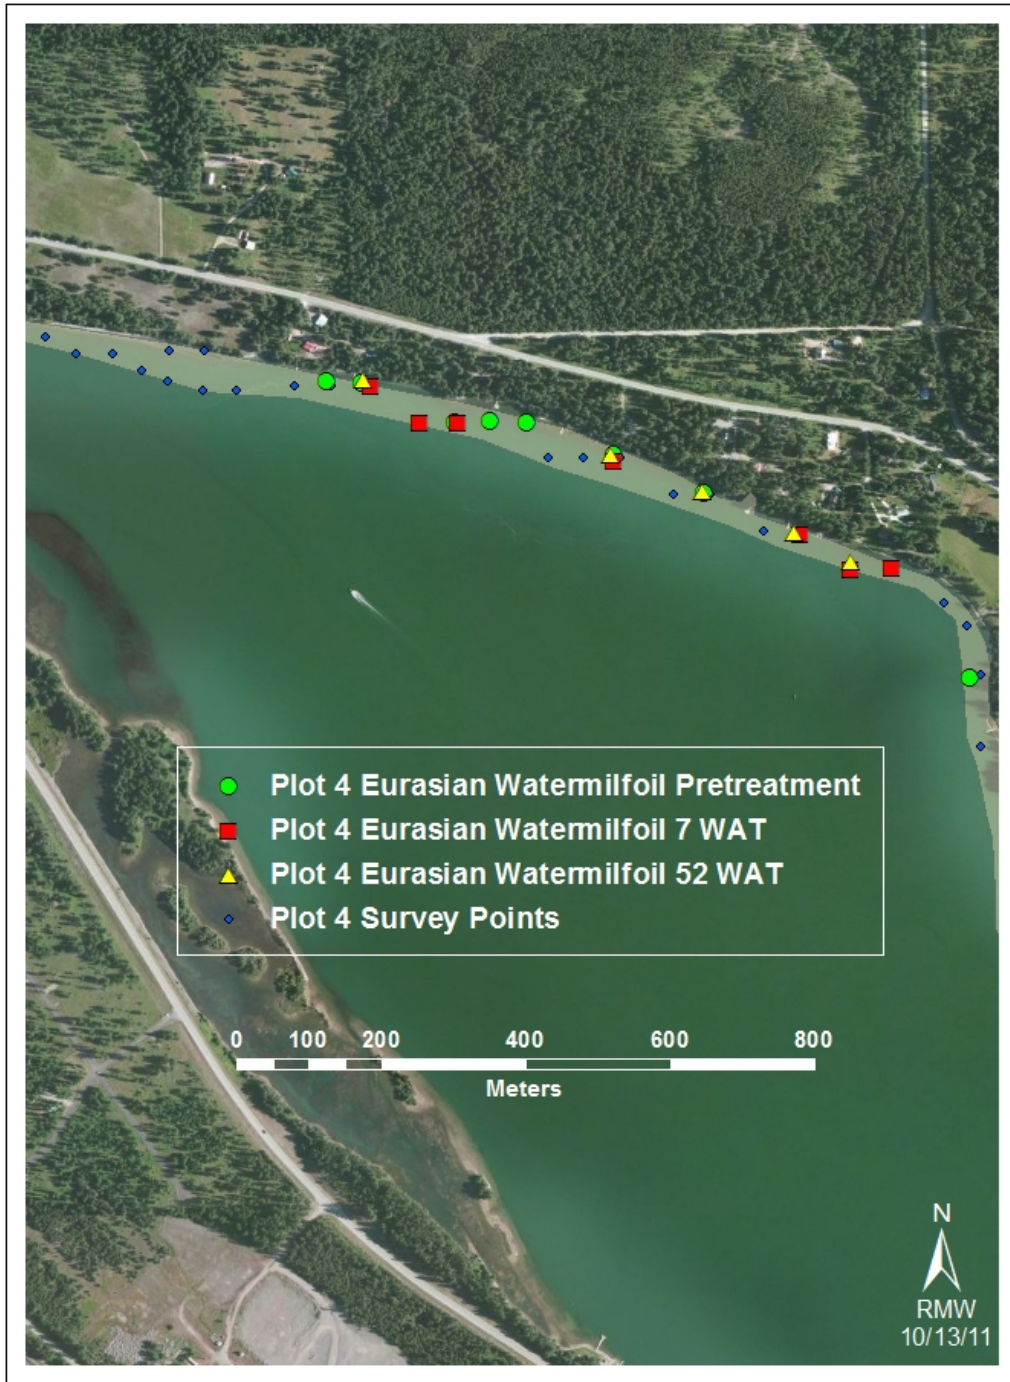 Plot 4 Eurasian Watermilfoil Pretreatment
Plot 4 Eurasian Watermilfoil 7 WAT
Plot 4 Eurasian Watermilfoil 52 WAT
Plot 4 Survey Points
0 100 200 400 600 800
Meters
N
RMW
10/13/11